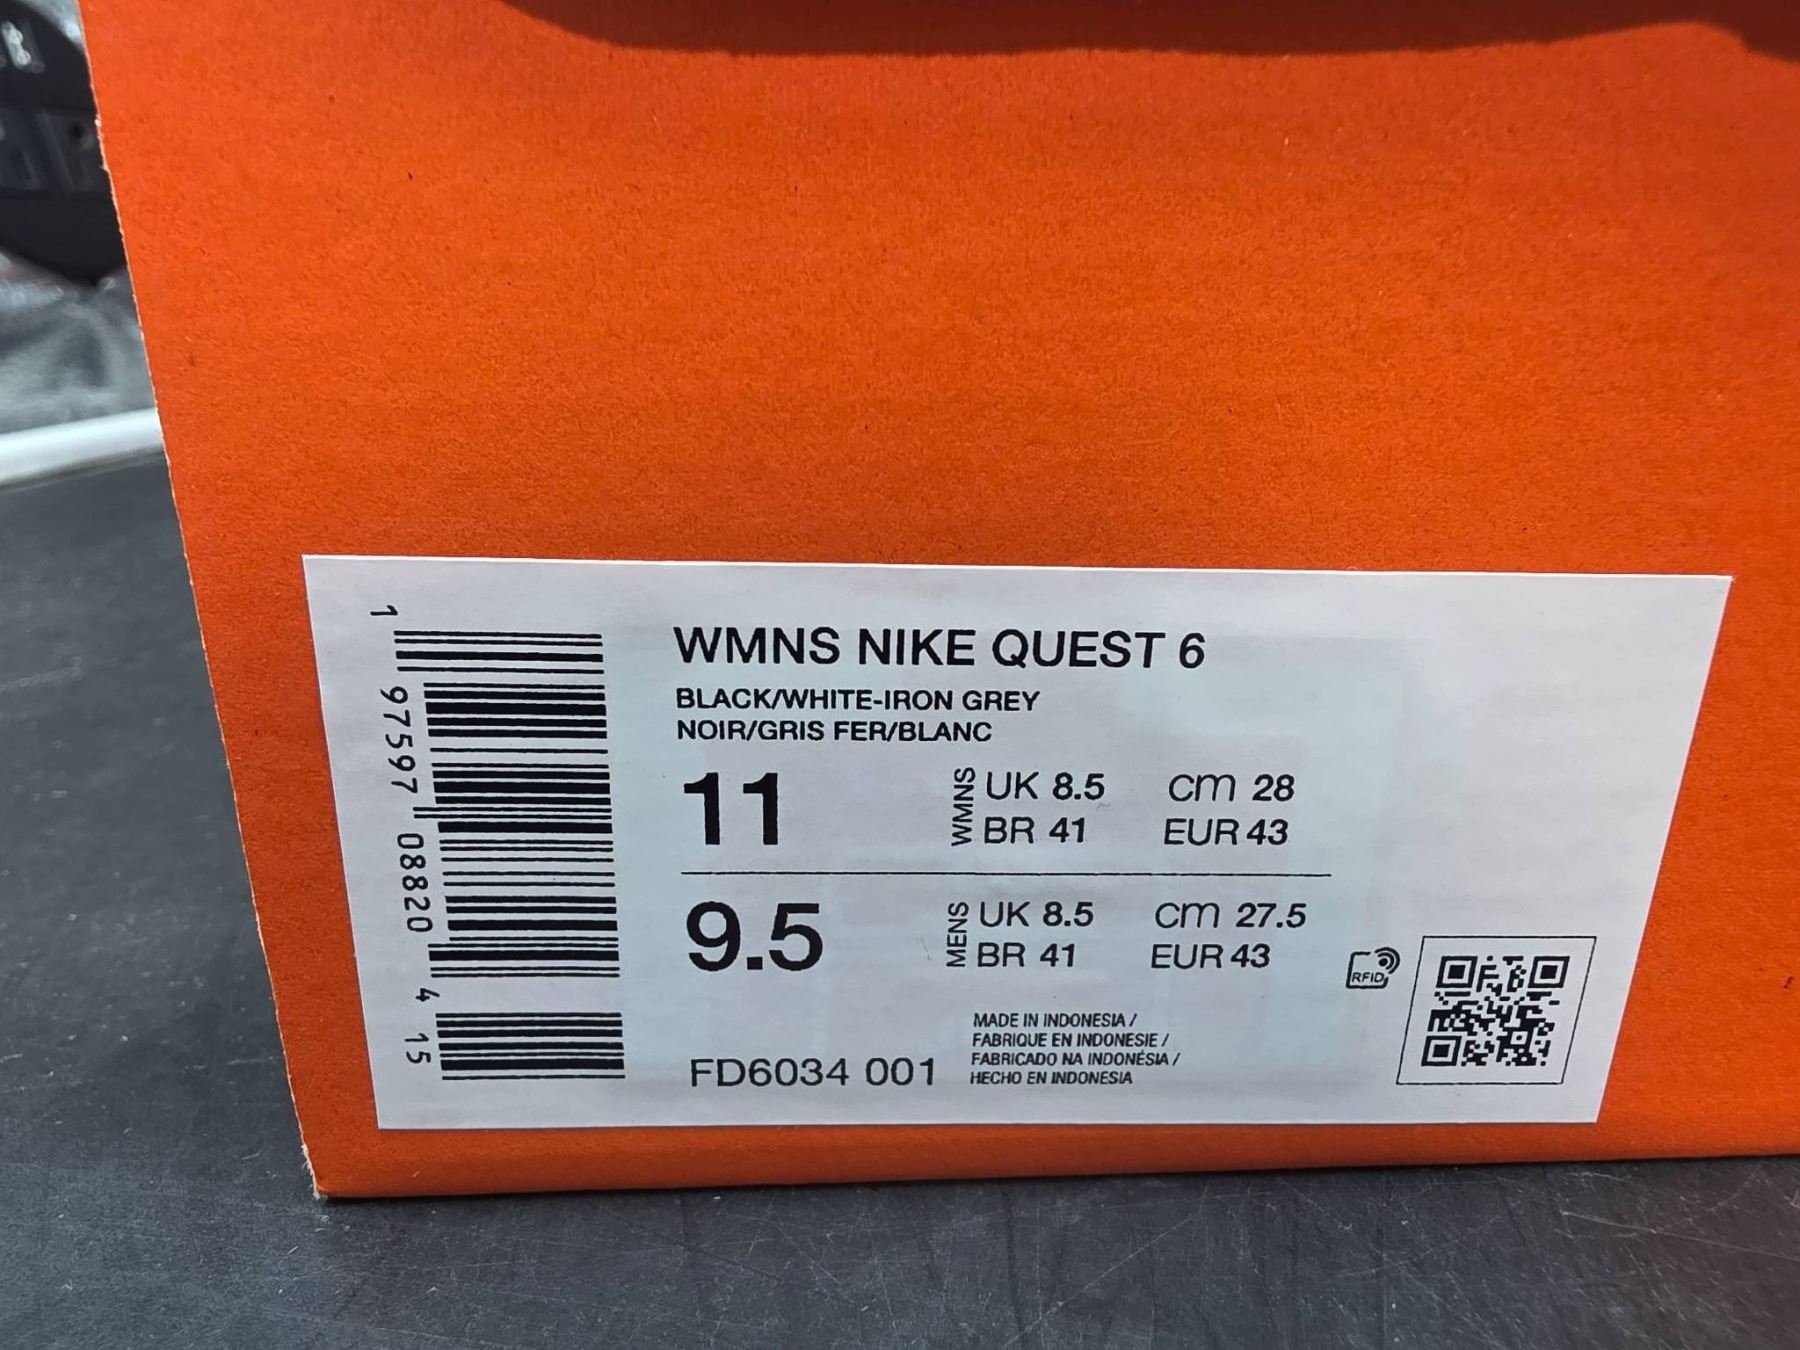 WMNS NIKE QUEST 6
BLACK/WHITE-IRON GREY
NOIR/GRIS FER/BLANC
11
WMNS
UK 8.5 cm 28
BR 41 EUR 43
9.5
MENS
UK 8.5 cm 27.5
BR 41 EUR 43
RFID
MADE IN INDONESIA /
FABRIQUE EN INDONESIE /
FABRICADO NA INDONÉSIA /
HECHO EN INDONESIA
FD6034 001
1 97597 08820 4 15